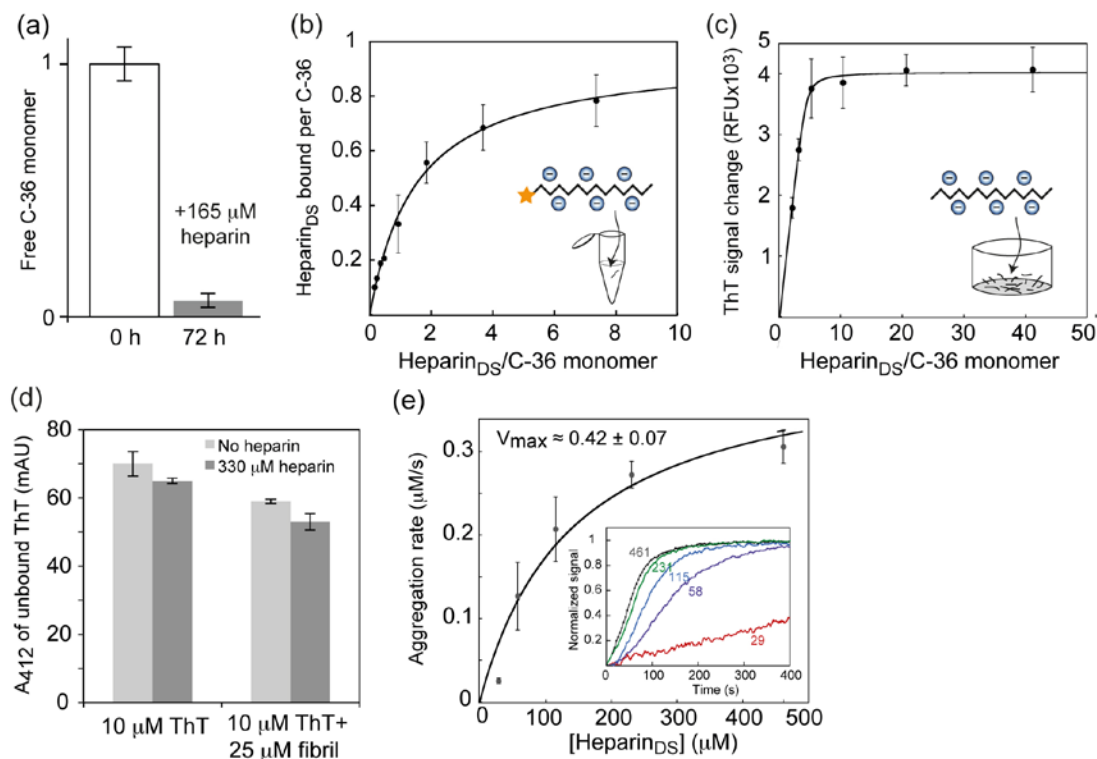 (a)
Free C-36 monomer
1
0
+165 μM
heparin
0 h
72 h
(b)
HeparinDS bound per C-36
0.8
0.6
0.4
0.2
0 2 4 6 8 10
HeparinDS/C-36 monomer
(c)
ThT signal change (RFUx10³)
5
4
3
2
1
0 10 20 30 40 50
HeparinDS/C-36 monomer
(d)
A412 of unbound ThT (mAU)
80
60
40
20
0
No heparin
330 μM heparin
10 μM ThT
10 μM ThT+
25 μM fibril
(e)
Vmax ≈ 0.42 ± 0.07
Aggregation rate (μM/s)
0.3
0.2
0.1
0
0 100 200 300 400 500
[HeparinDS] (μM)
Normalized signal
1
0.8
0.6
0.4
0.2
461
231
115
58
29
0 100 200 300 400
Time (s)